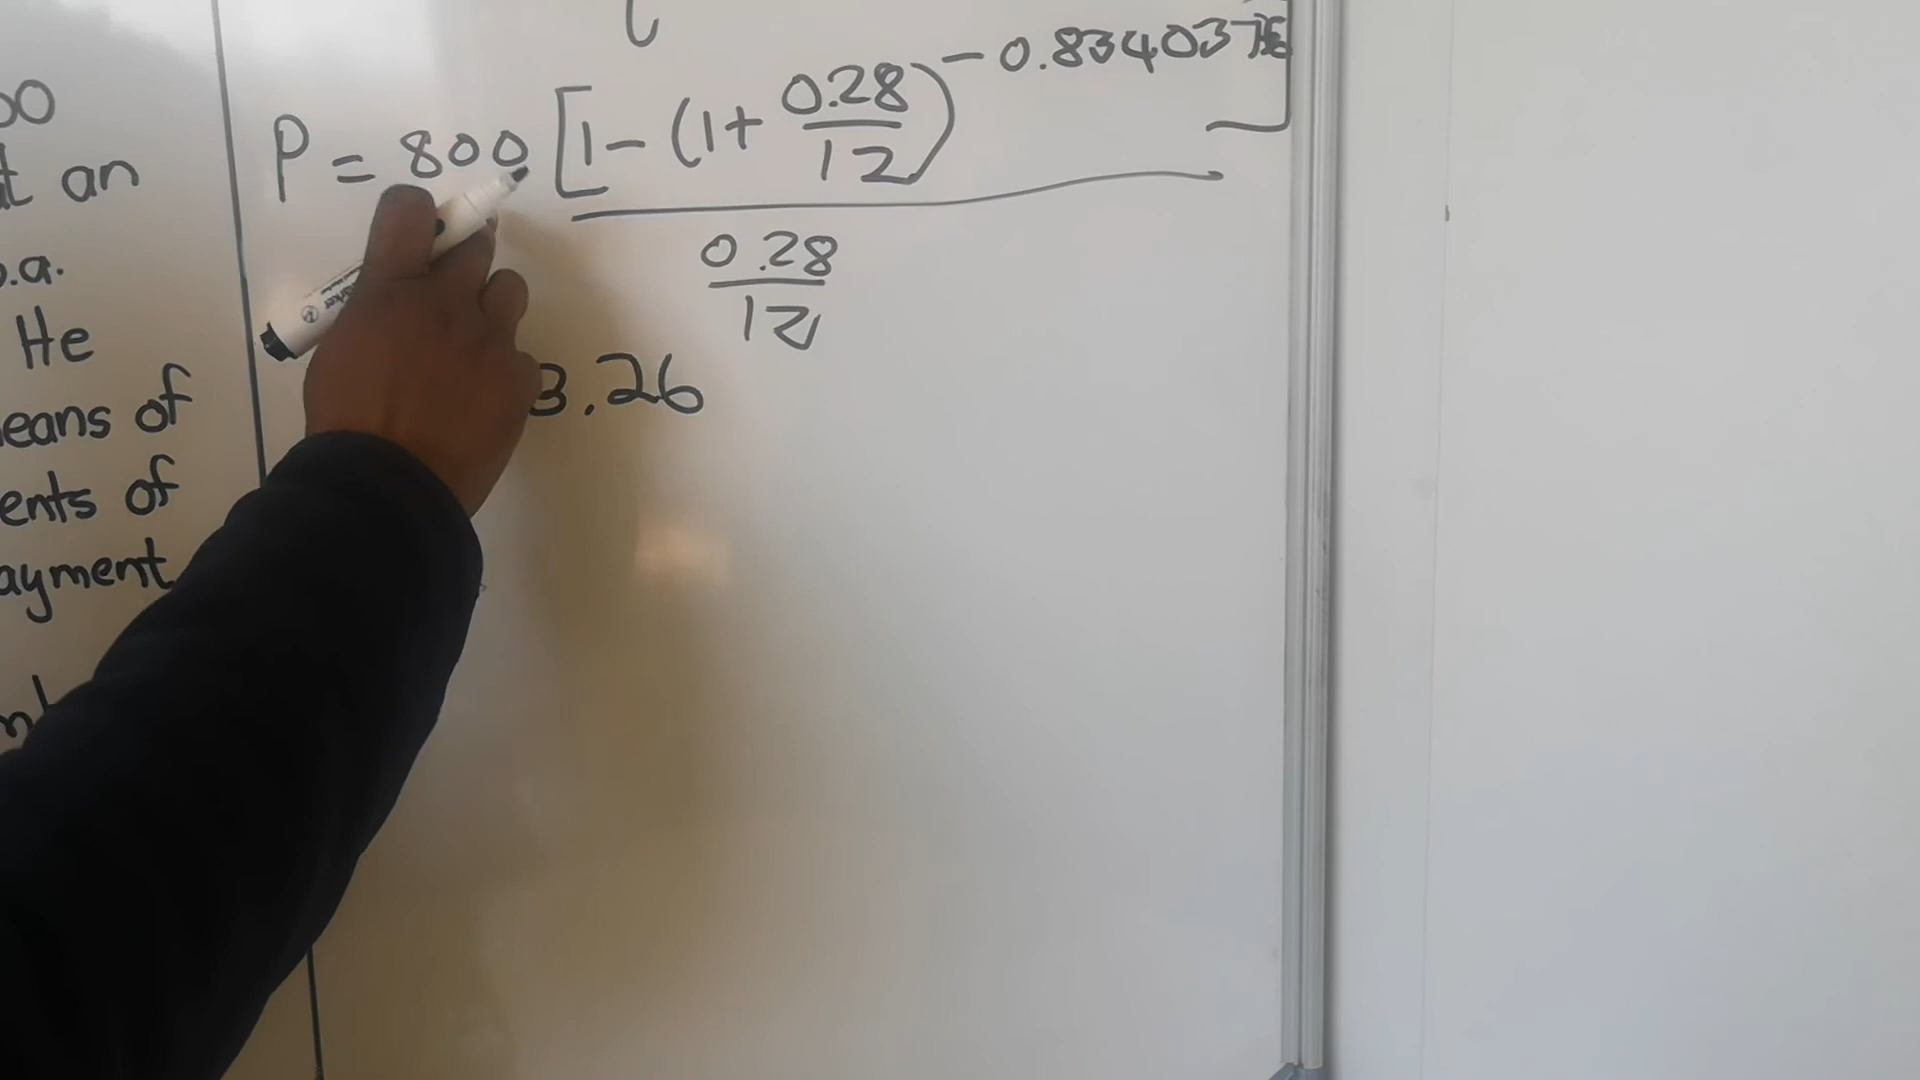 00
t an
p.a.
He
eans of
ents of
ayment
P = 800 [1 - (1 + 0.28/12)^-0.834037
0.28
12
3.26